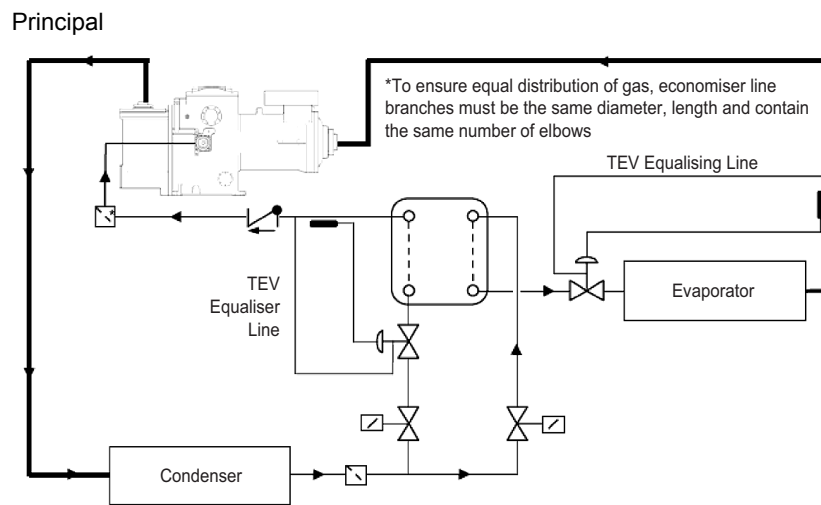 Principal
*To ensure equal distribution of gas, economiser line
branches must be the same diameter, length and contain
the same number of elbows
TEV Equalising Line
TEV
Equaliser
Line
Evaporator
Condenser